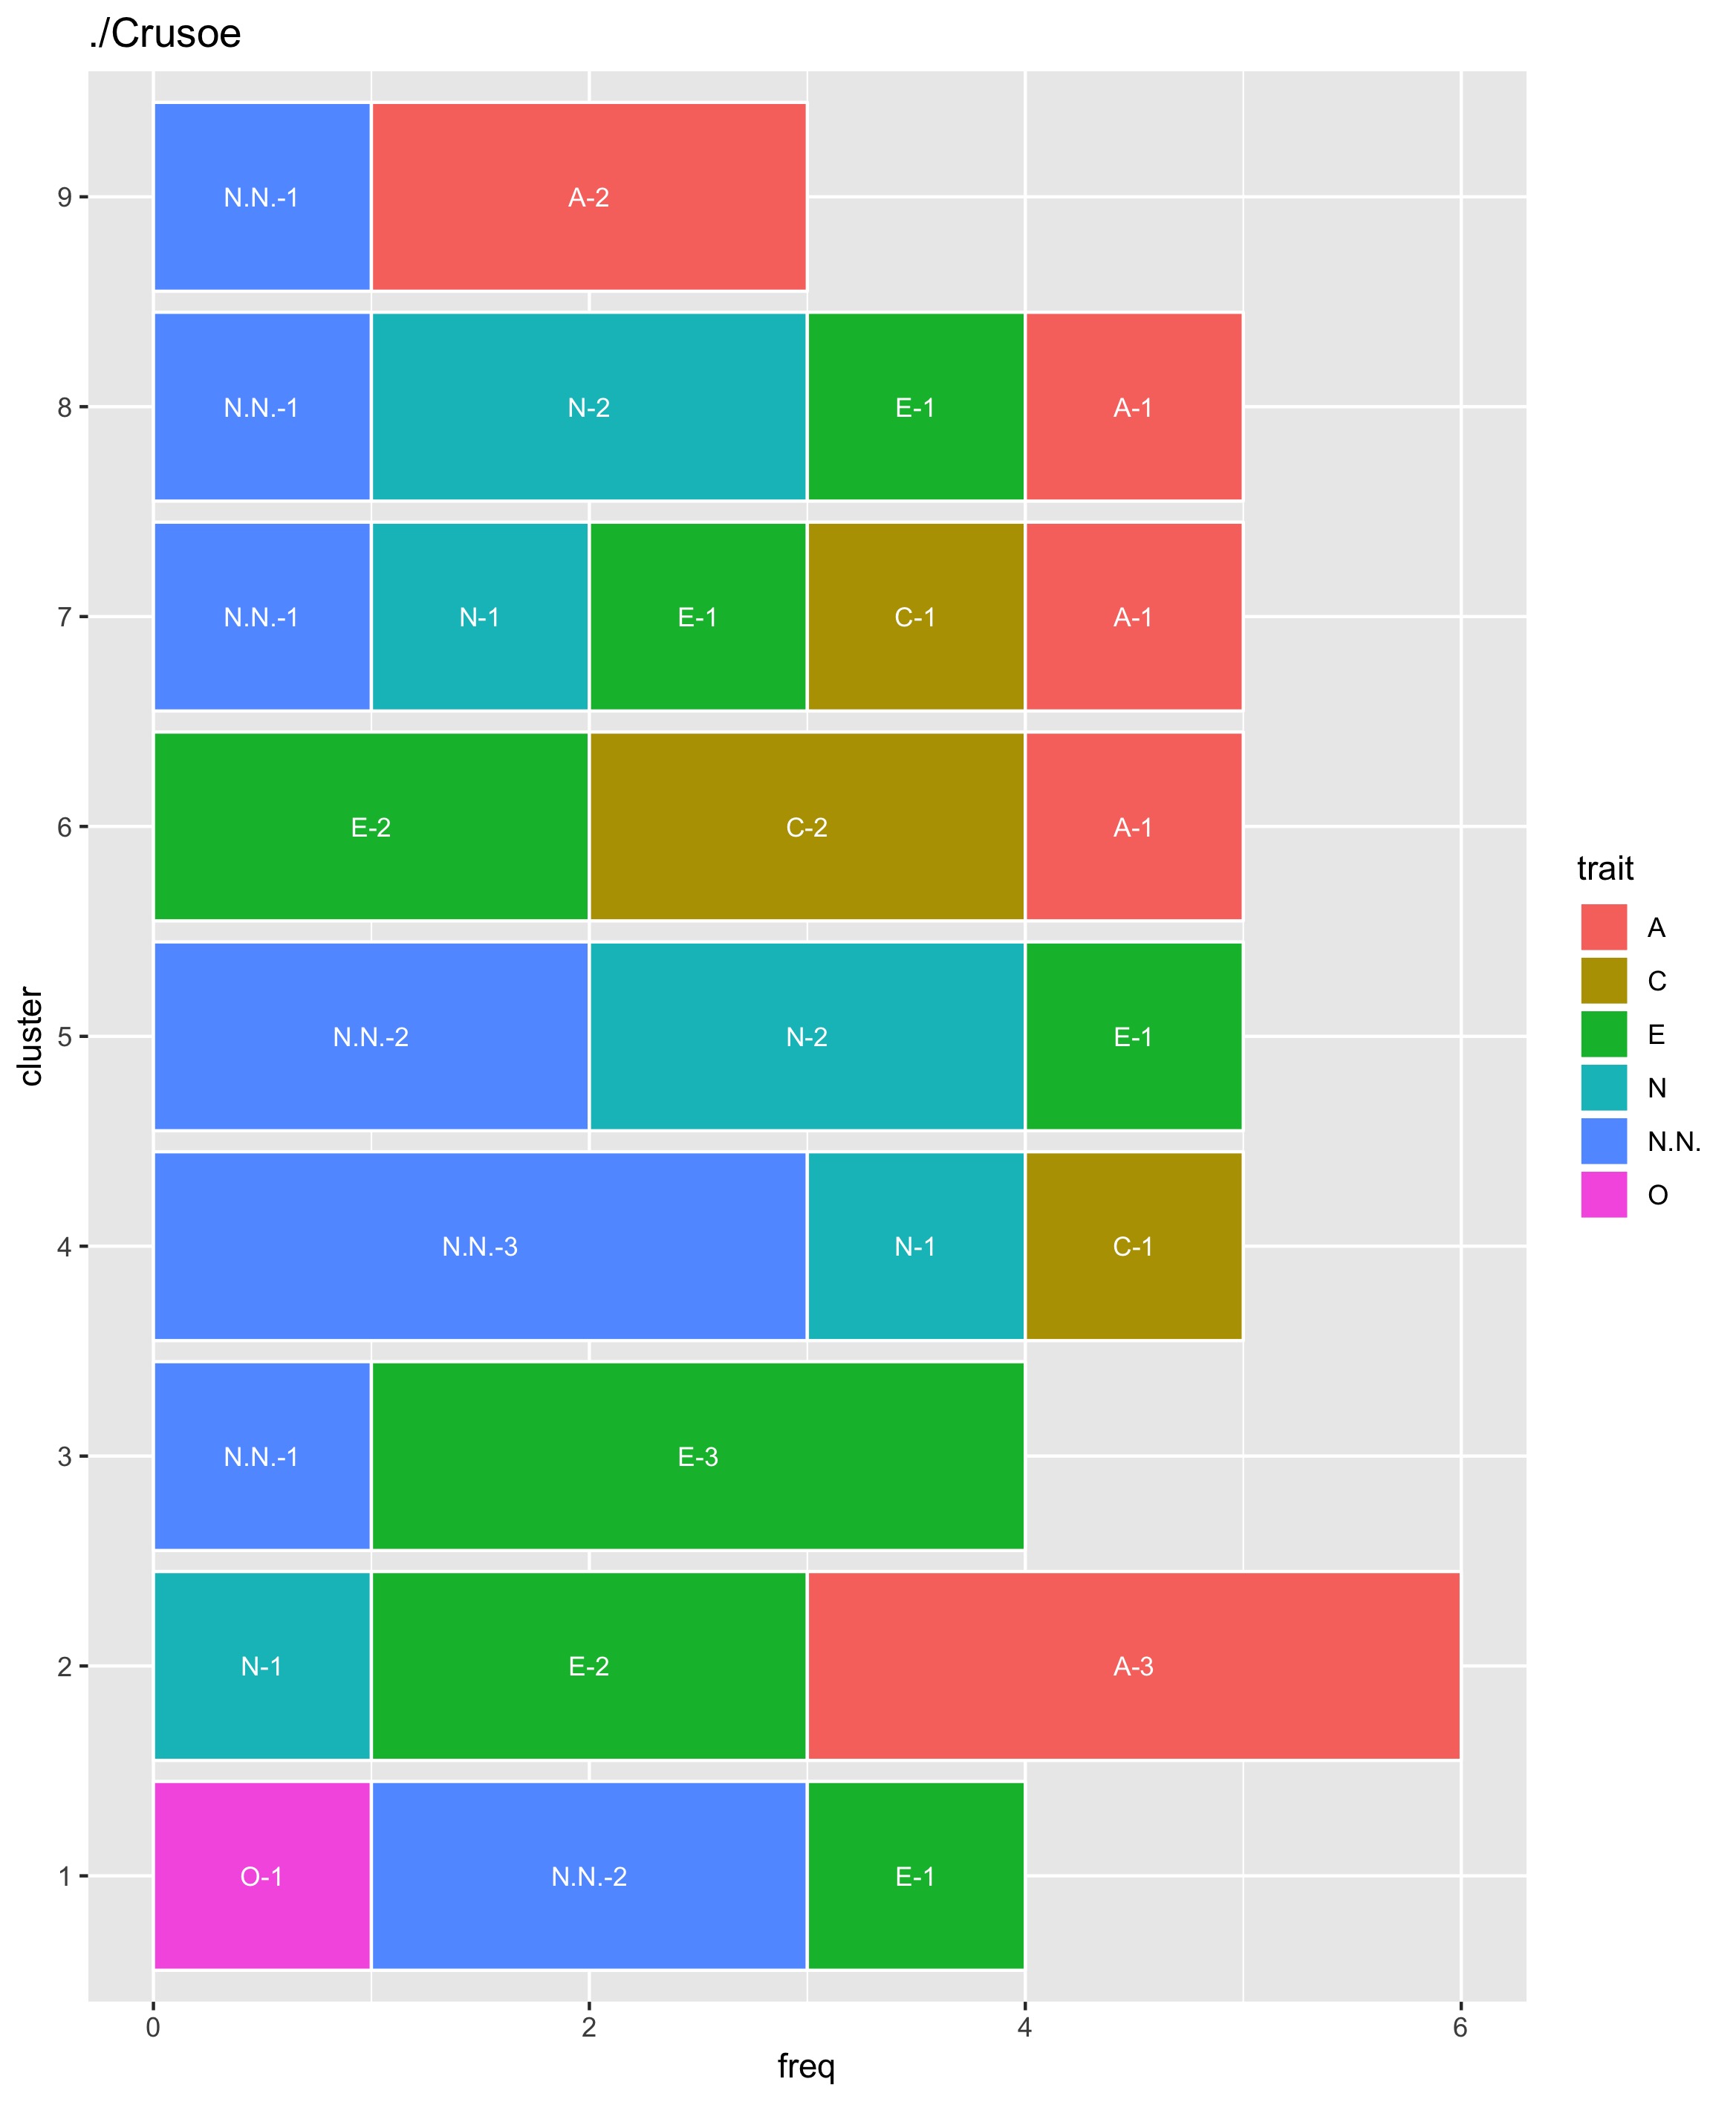 ./Crusoe
9
N.N.-1 A-2
8
N.N.-1 N-2 E-1 A-1
7
N.N.-1 N-1 E-1 C-1 A-1
6
E-2 C-2 A-1
5
N.N.-2 N-2 E-1
4
N.N.-3 N-1 C-1
3
N.N.-1 E-3
2
N-1 E-2 A-3
1
O-1 N.N.-2 E-1
0 2 4 6
freq
cluster
trait
A
C
E
N
N.N.
O